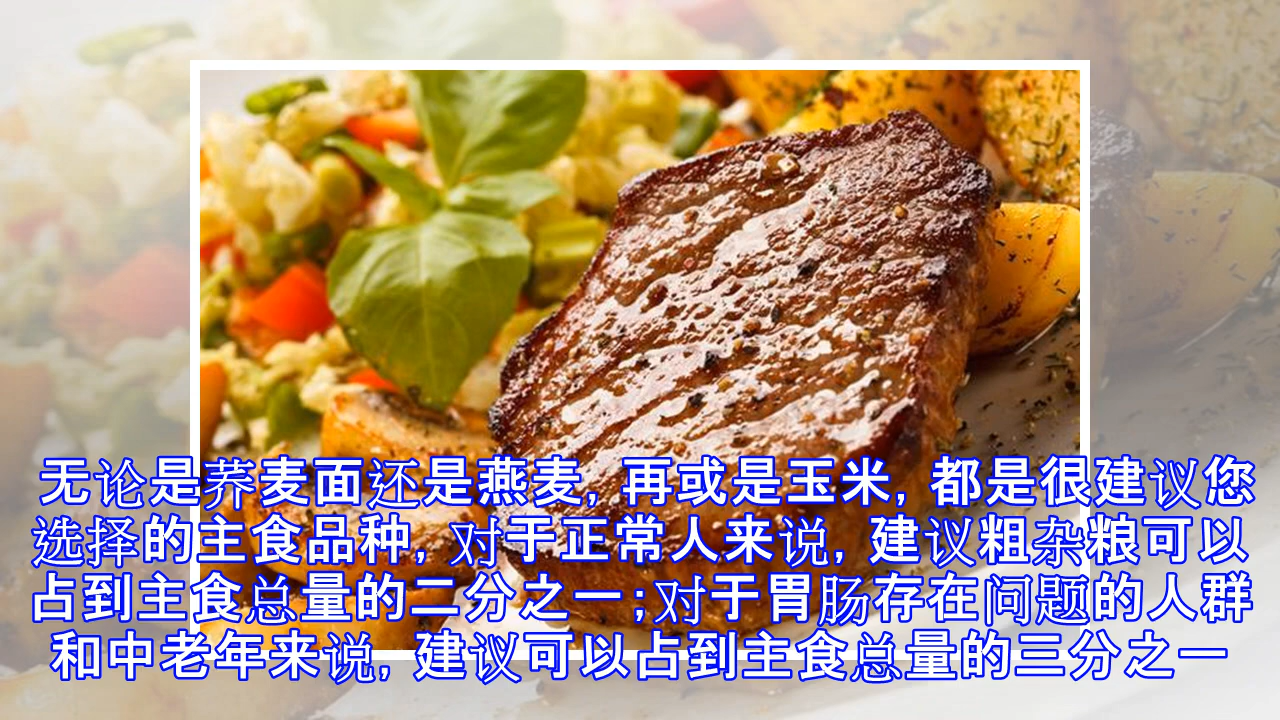 无论是荞麦面还是燕麦, 再或是玉米, 都是很建议您
选择的主食品种, 对于正常人来说, 建议粗杂粮可以
占到主食总量的二分之一; 对于胃肠存在问题的人群
和中老年来说, 建议可以占到主食总量的三分之一